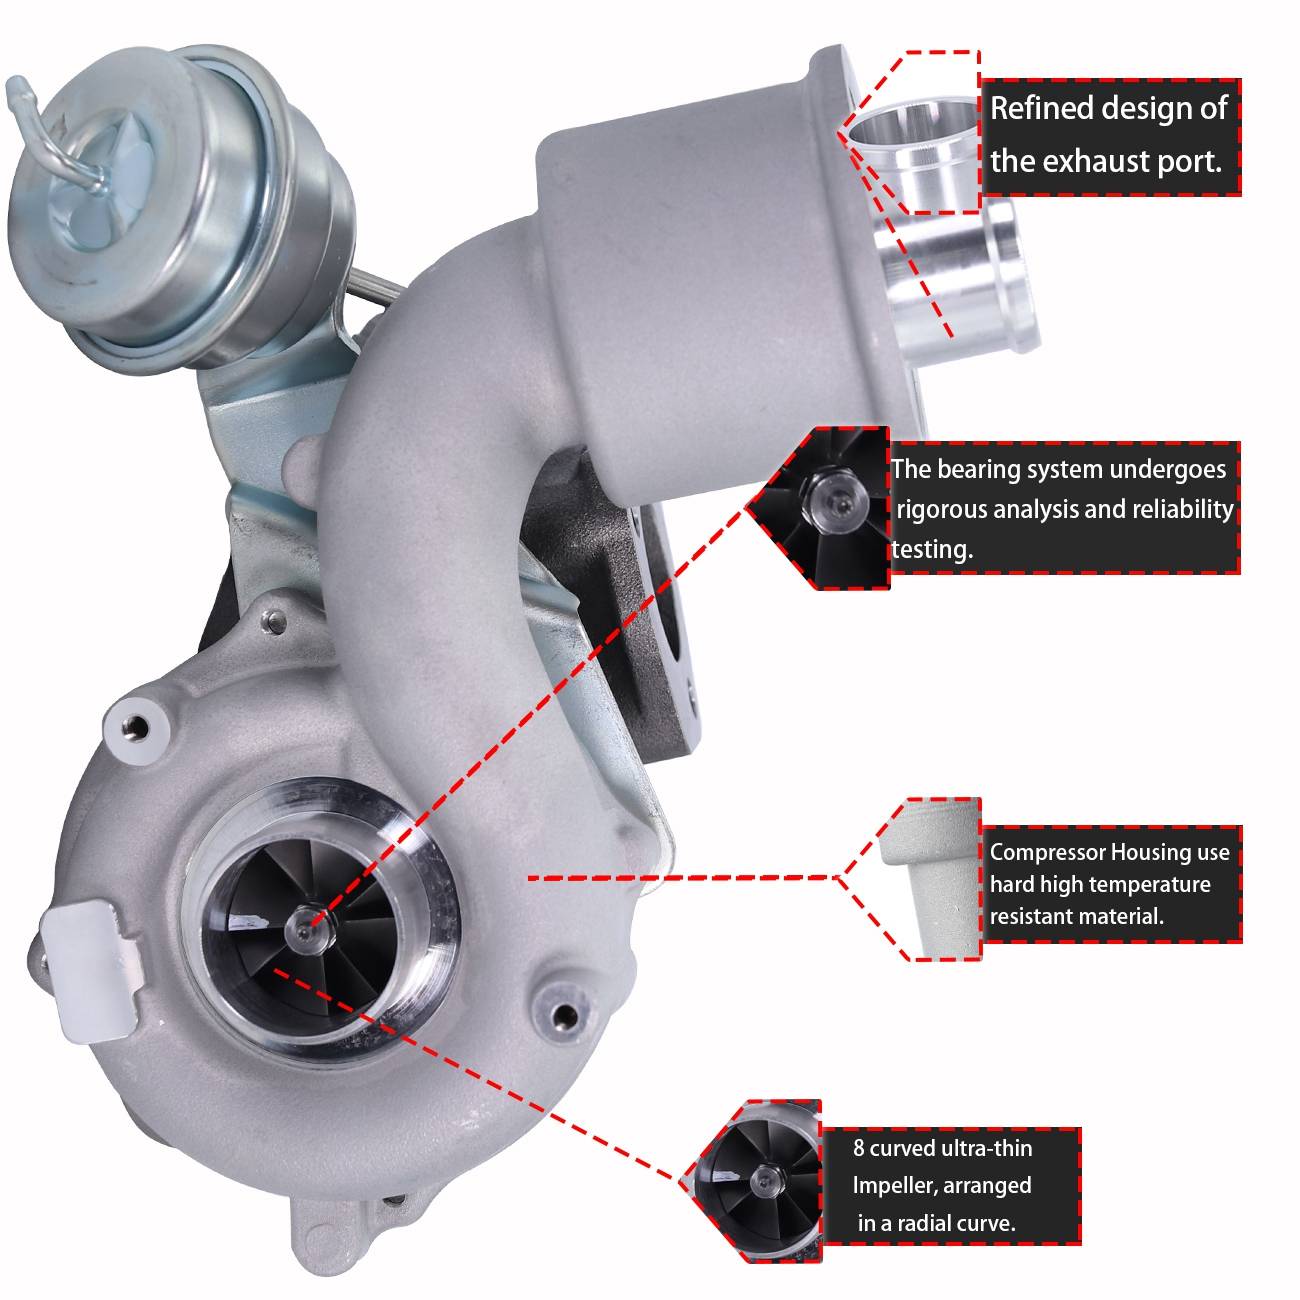 Refined design of
the exhaust port.
The bearing system undergoes
rigorous analysis and reliability
testing.
Compressor Housing use
hard high temperature
resistant material.
8 curved ultra-thin
Impeller, arranged
in a radial curve.